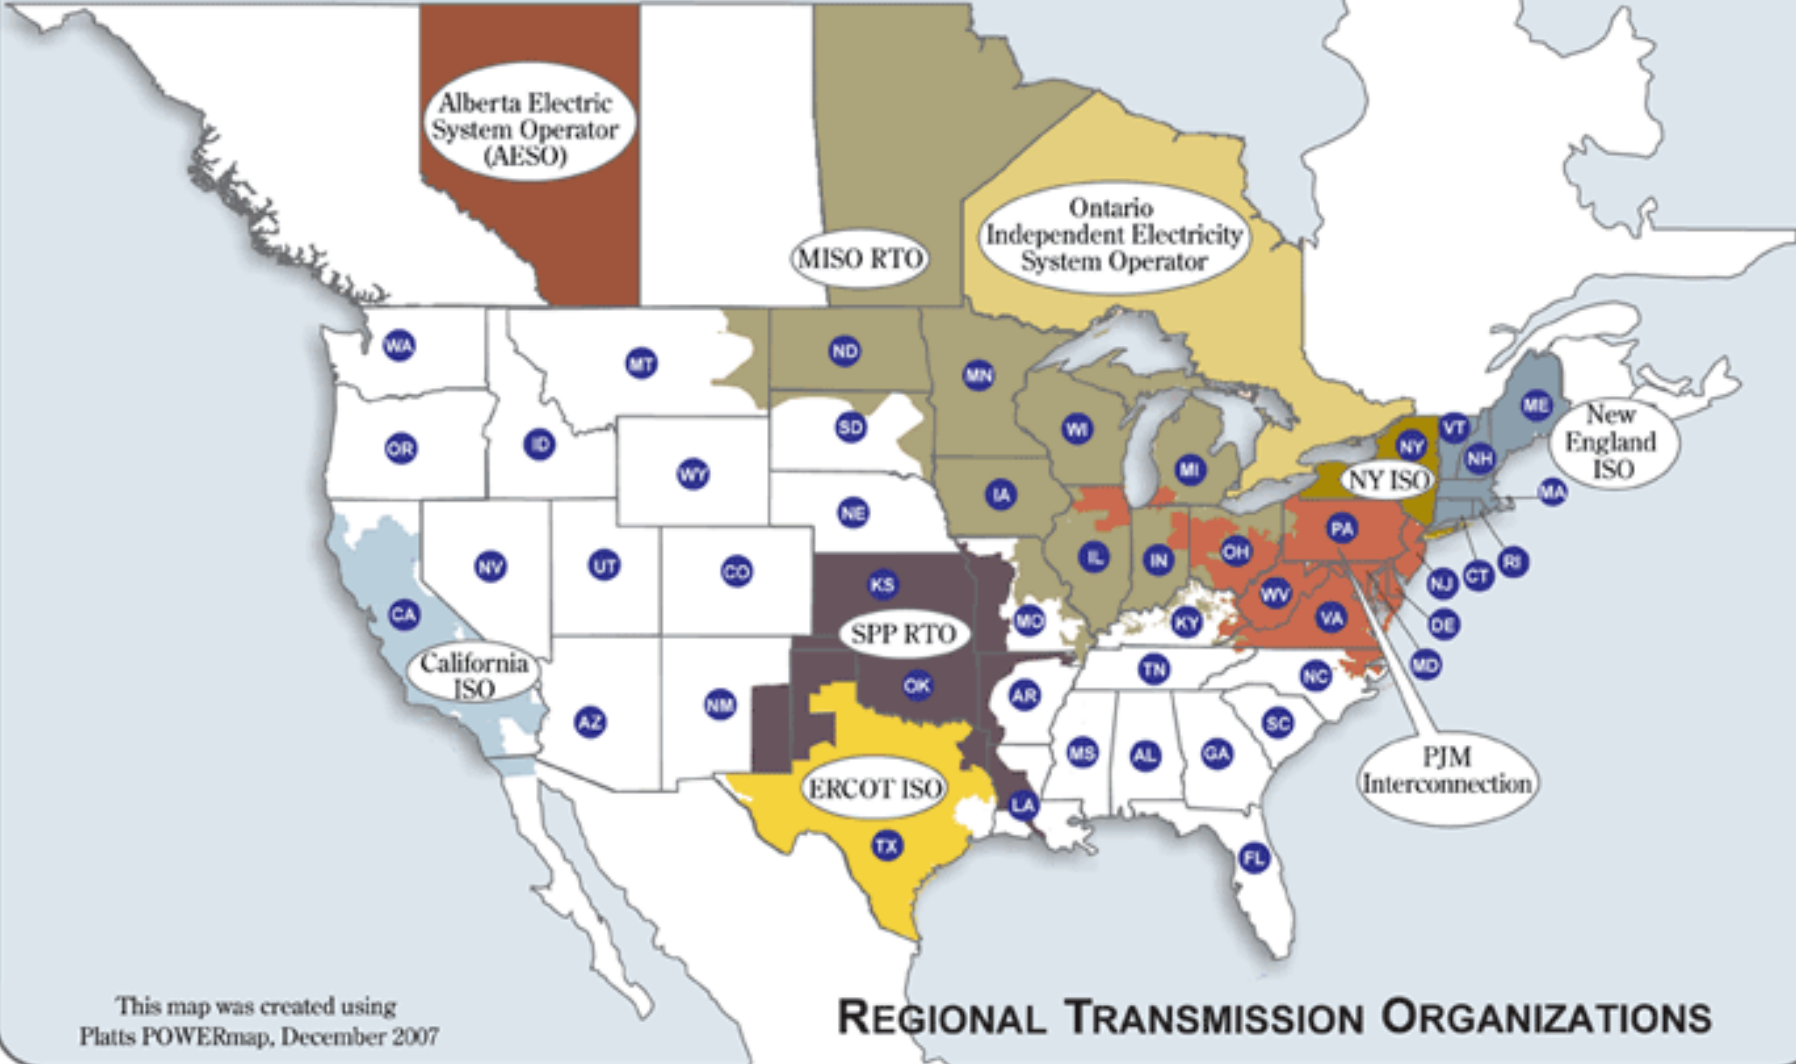 Alberta Electric
System Operator
(AESO)
MISO RTO
Ontario
Independent Electricity
System Operator
WA
MT
ND
MN
OR
ID
WY
SD
WI
MI
NY
VT
NH
ME
New
England
ISO
NY ISO
MA
IA
NE
NV
UT
CO
IL
IN
OH
PA
RI
CT
NJ
DE
MD
WV
VA
KY
MO
KS
SPP RTO
CA
California
ISO
AZ
NM
OK
AR
TN
NC
SC
MS
AL
GA
PJM
Interconnection
ERCOT ISO
TX
LA
FL
This map was created using
Platts POWERmap, December 2007
REGIONAL TRANSMISSION ORGANIZATIONS